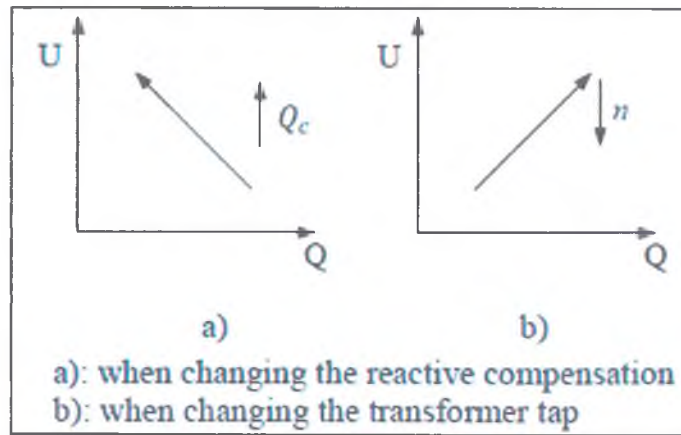 U
U
Q_c
n
Q
Q
a)
b)
a): when changing the reactive compensation
b): when changing the transformer tap